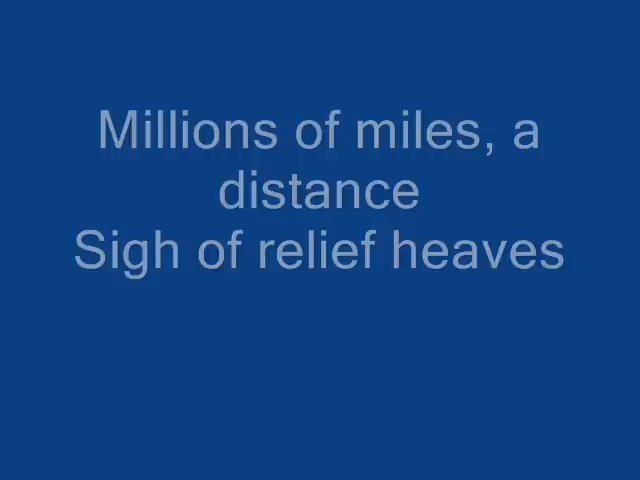 Millions of miles, a
distance
Sigh of relief heaves